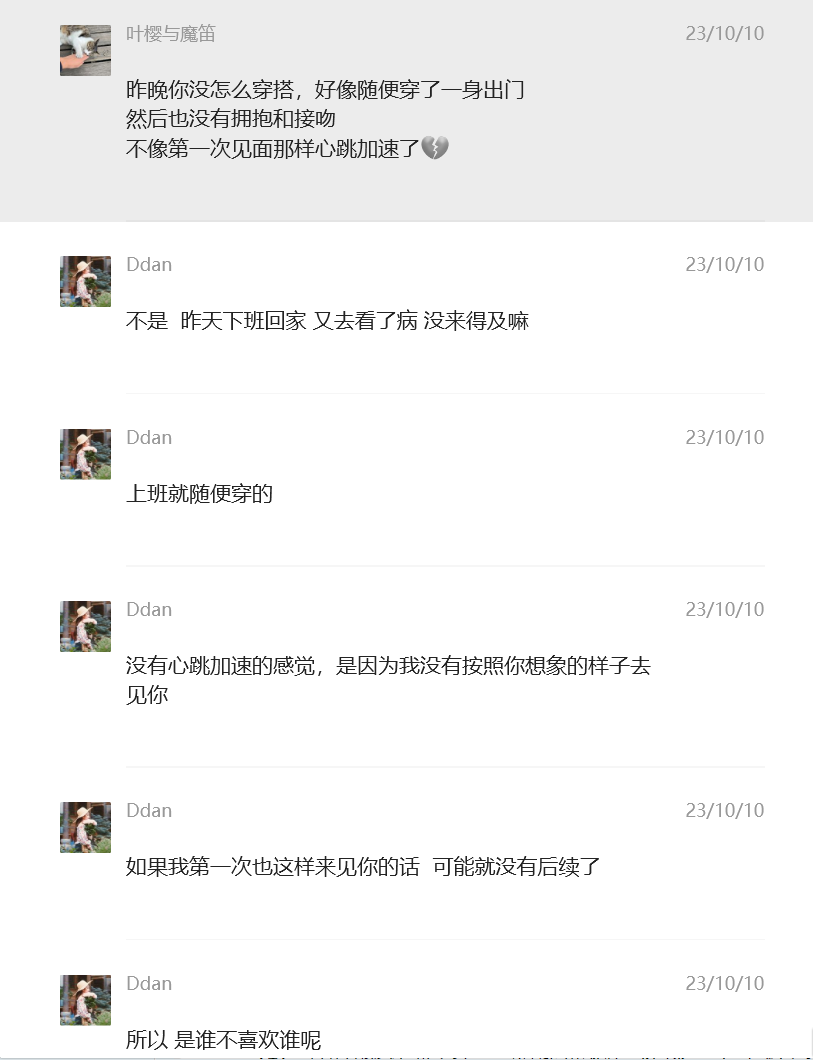 叶樱与魔笛 23/10/10
昨晚你没怎么穿搭，好像随便穿了一身出门
然后也没有拥抱和接吻
不像第一次见面那样心跳加速了💔
Ddan 23/10/10
不是 昨天下班回家 又去看了病 没来得及嘛
Ddan 23/10/10
上班就随便穿的
Ddan 23/10/10
没有心跳加速的感觉，是因为我没有按照你想象的样子去
见你
Ddan 23/10/10
如果我第一次也这样来见你的话 可能就没有后续了
Ddan 23/10/10
所以 是谁不喜欢谁呢